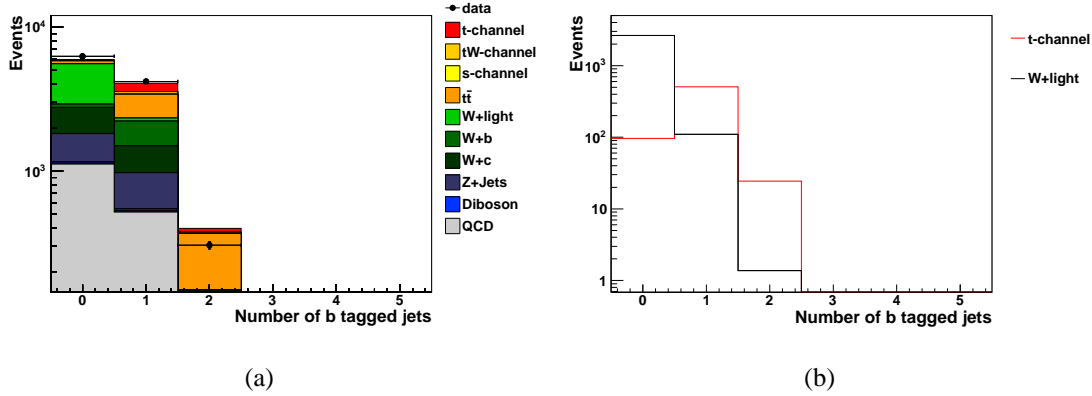 Events
10⁴
10³
0 1 2 3 4 5
Number of b tagged jets
data
t-channel
tW-channel
s-channel
tt̄
W+light
W+b
W+c
Z+Jets
Diboson
QCD
(a)
Events
10⁴
10³
10²
10
1
0 1 2 3 4 5
Number of b tagged jets
t-channel
W+light
(b)